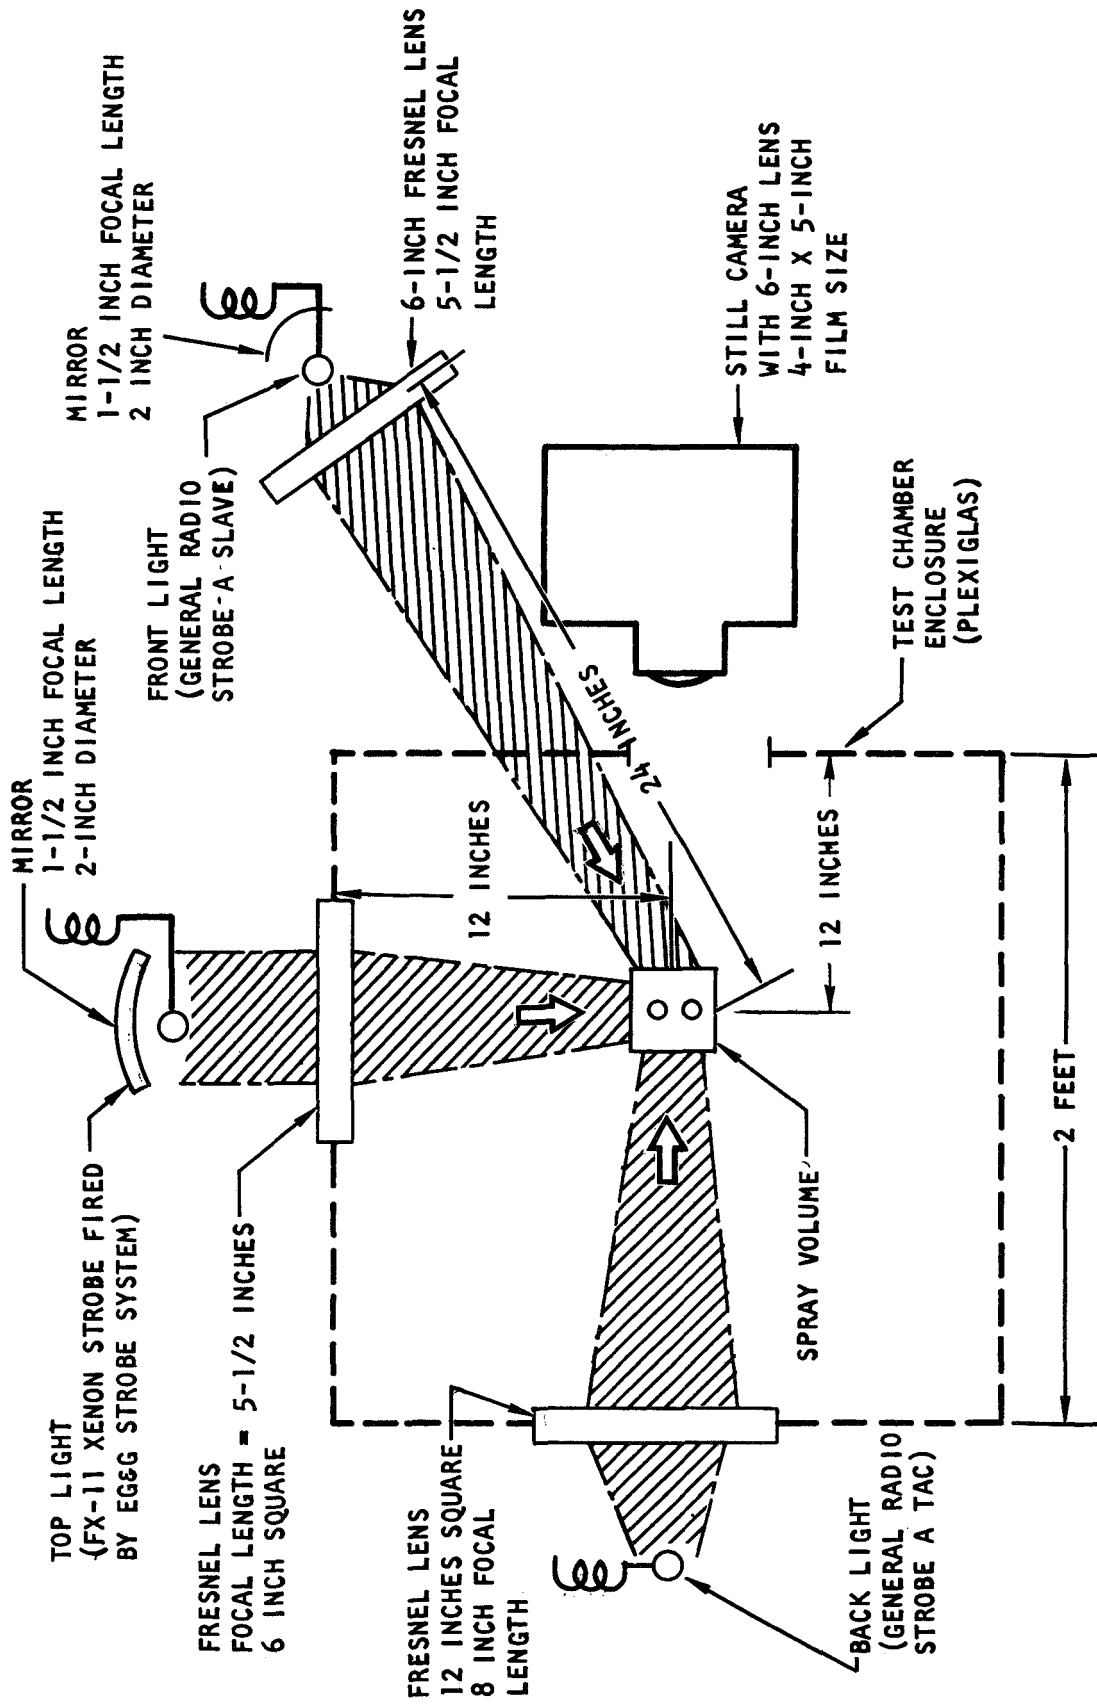 TOP LIGHT
(FX-11 XENON STROBE FIRED
BY EG&G STROBE SYSTEM)
MIRROR
1-1/2 INCH FOCAL LENGTH
2-INCH DIAMETER
MIRROR
1-1/2 INCH FOCAL LENGTH
2 INCH DIAMETER
FRONT LIGHT
(GENERAL RADIO
STROBE-A-SLAVE)
FRESNEL LENS
FOCAL LENGTH = 5-1/2 INCHES
6 INCH SQUARE
6-INCH FRESNEL LENS
5-1/2 INCH FOCAL
LENGTH
FRESNEL LENS
12 INCHES SQUARE
8 INCH FOCAL
LENGTH
12 INCHES
24 INCHES
STILL CAMERA
WITH 6-INCH LENS
4-INCH X 5-INCH
FILM SIZE
SPRAY VOLUME
12 INCHES
TEST CHAMBER
ENCLOSURE
(PLEXIGLAS)
BACK LIGHT
(GENERAL RADIO
STROBE A TAC)
2 FEET